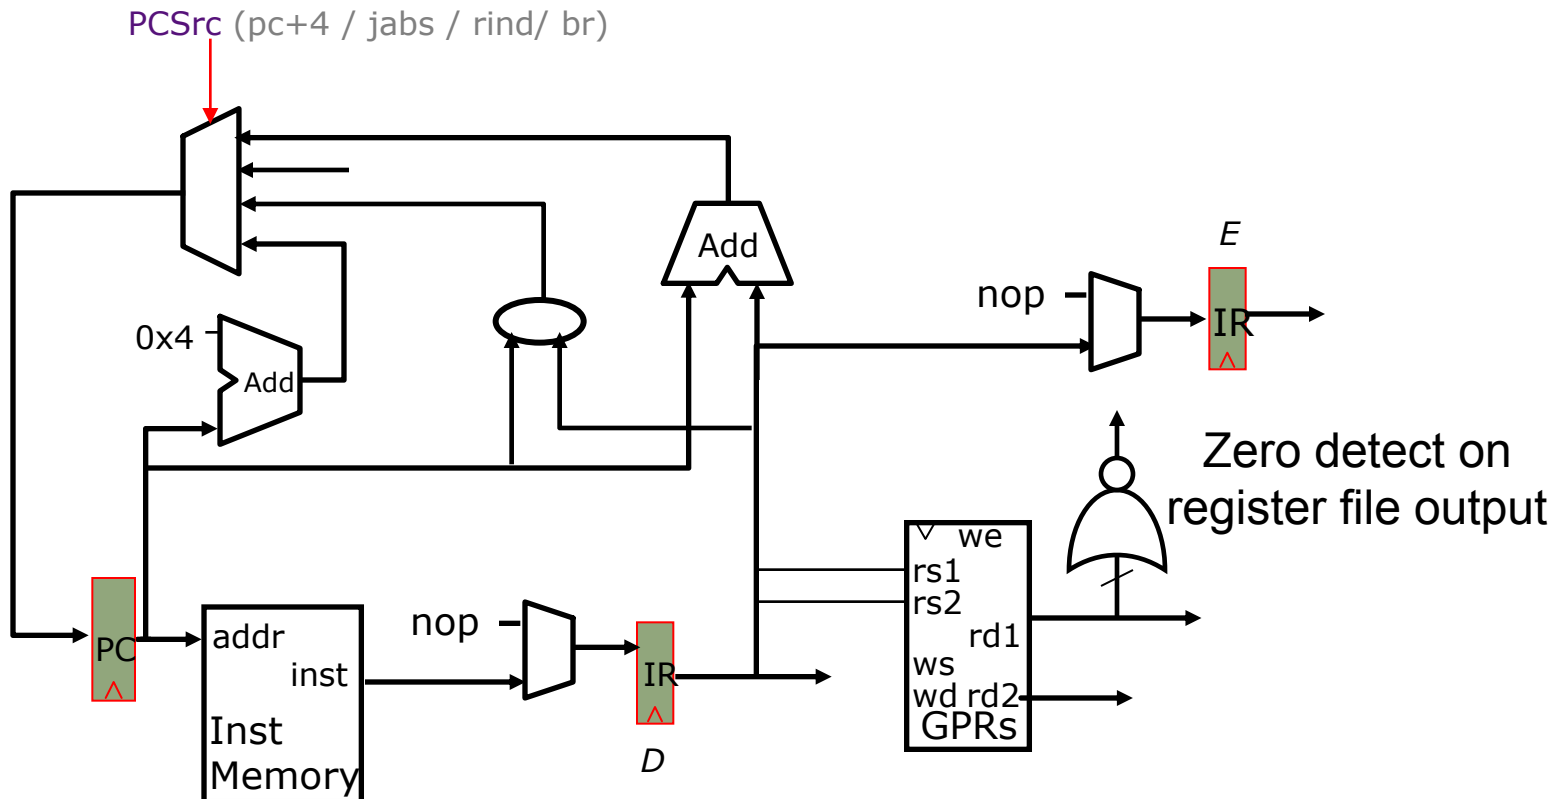 PCSrc (pc+4 / jabs / rind/ br)
Add
E
nop
IR
0x4
Add
Zero detect on
register file output
we
rs1
rs2
rd1
ws
wd rd2
GPRs
nop
PC
addr
inst
IR
Inst
Memory
D